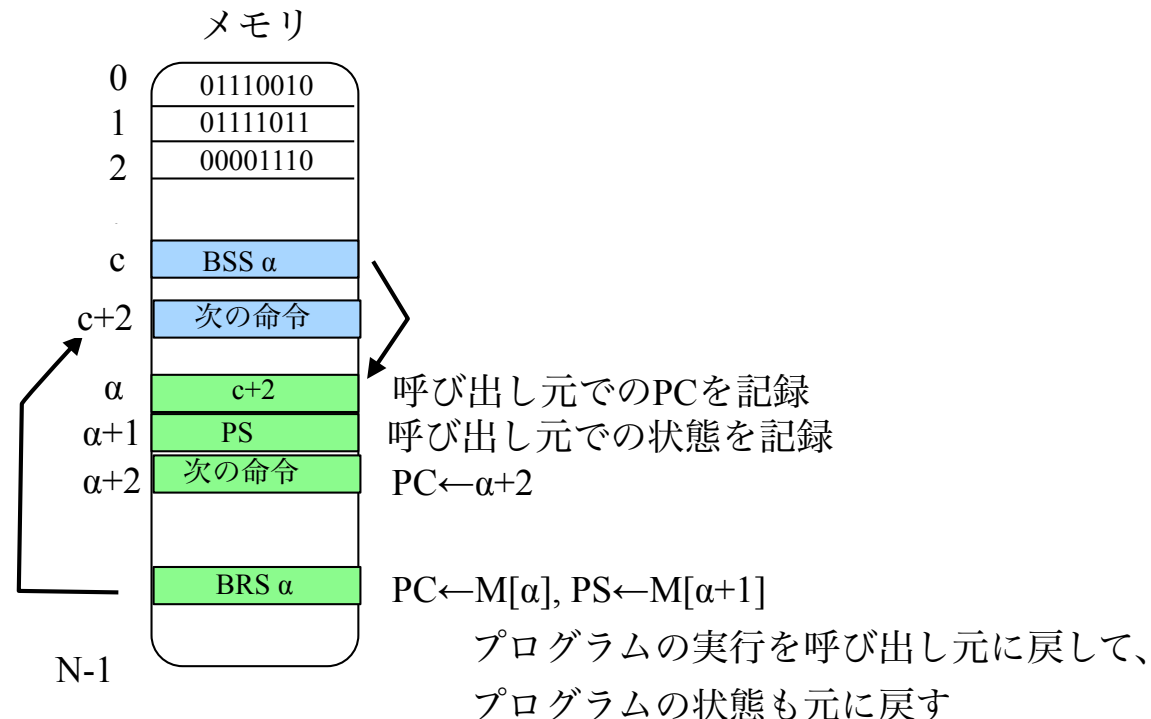 メモリ
0 01110010
1 01111011
2 00001110
c BSS α
c+2 次の命令
α c+2 呼び出し元でのPCを記録
α+1 PS 呼び出し元での状態を記録
α+2 次の命令 PC←α+2
BRS α PC←M[α], PS←M[α+1]
プログラムの実行を呼び出し元に戻して、
N-1
プログラムの状態も元に戻す